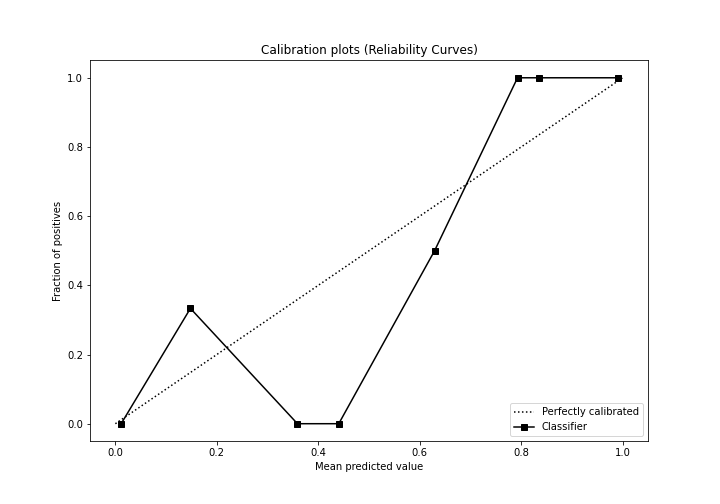 Calibration plots (Reliability Curves)
1.0
0.8
0.6
0.4
0.2
0.0
Fraction of positives
0.0 0.2 0.4 0.6 0.8 1.0
Mean predicted value
Perfectly calibrated
Classifier